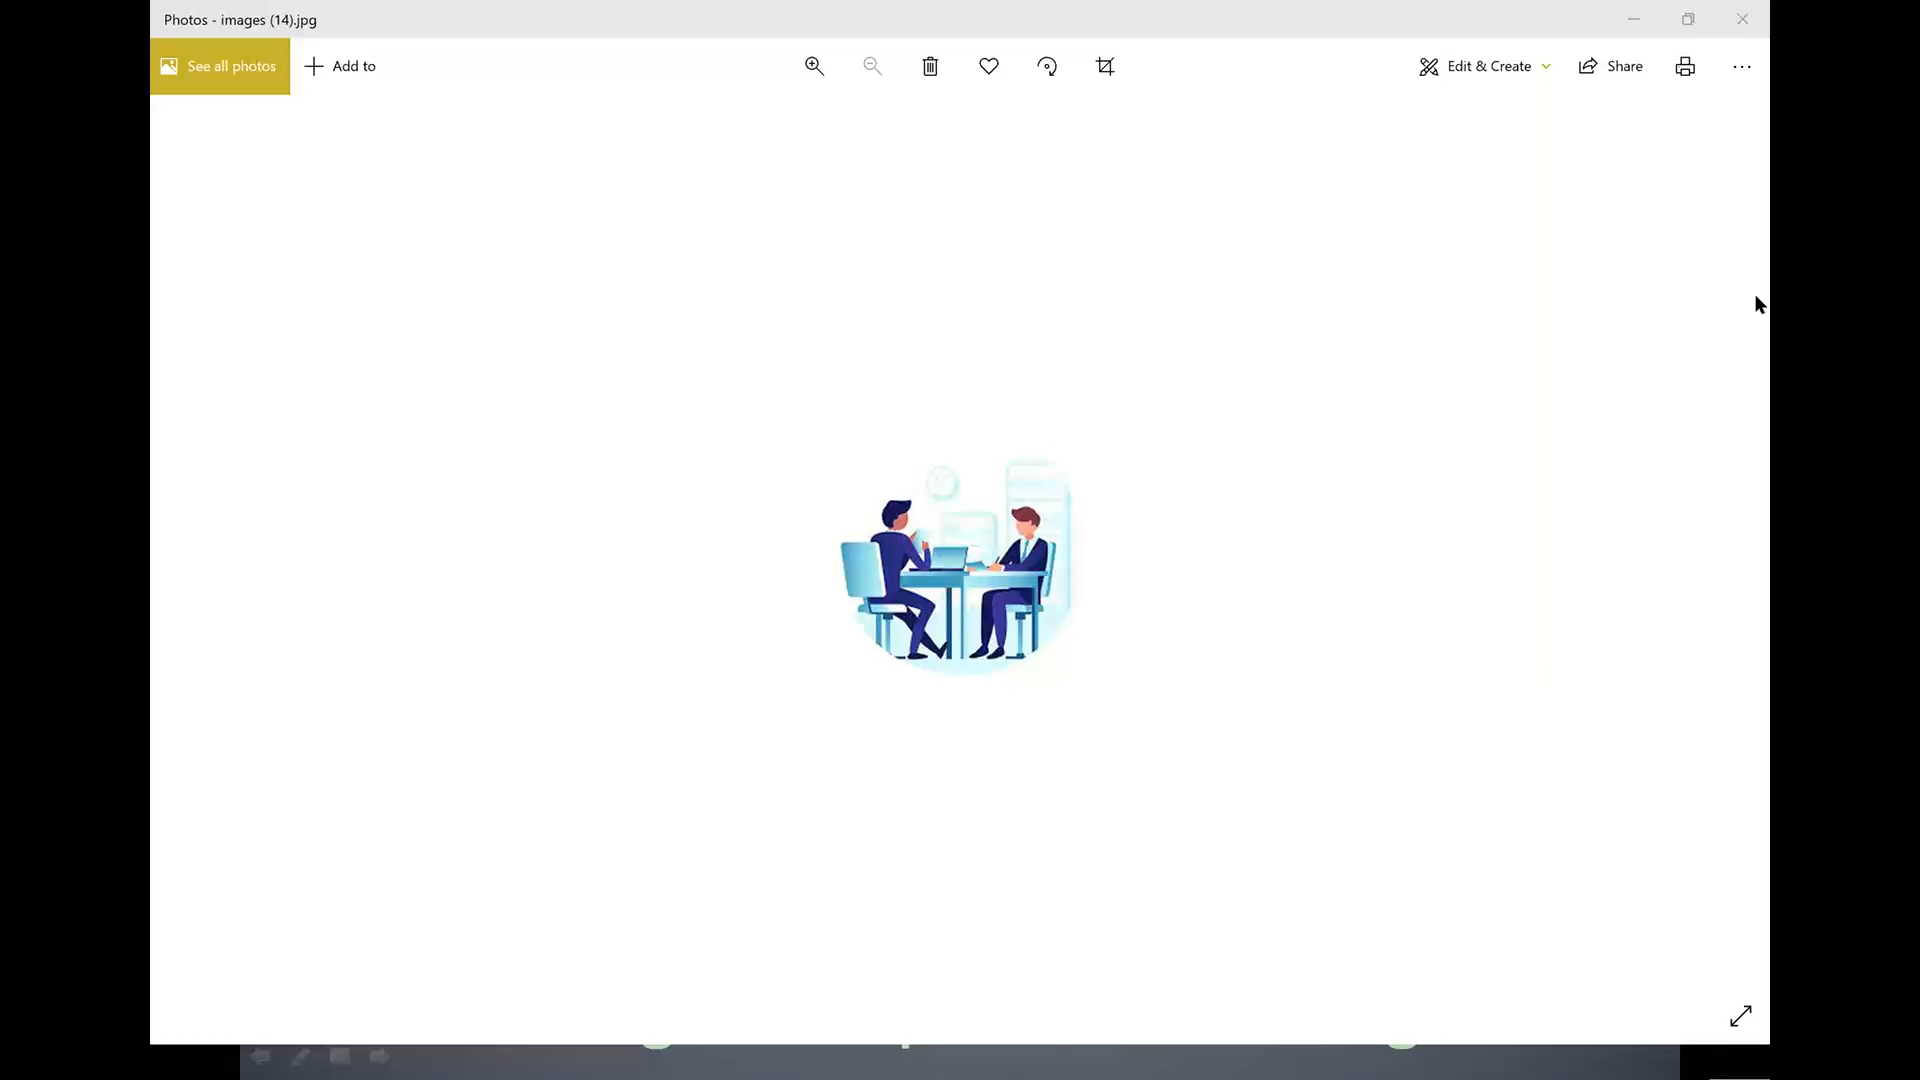 Photos - images (14).jpg
See all photos
Add to
Edit & Create
Share